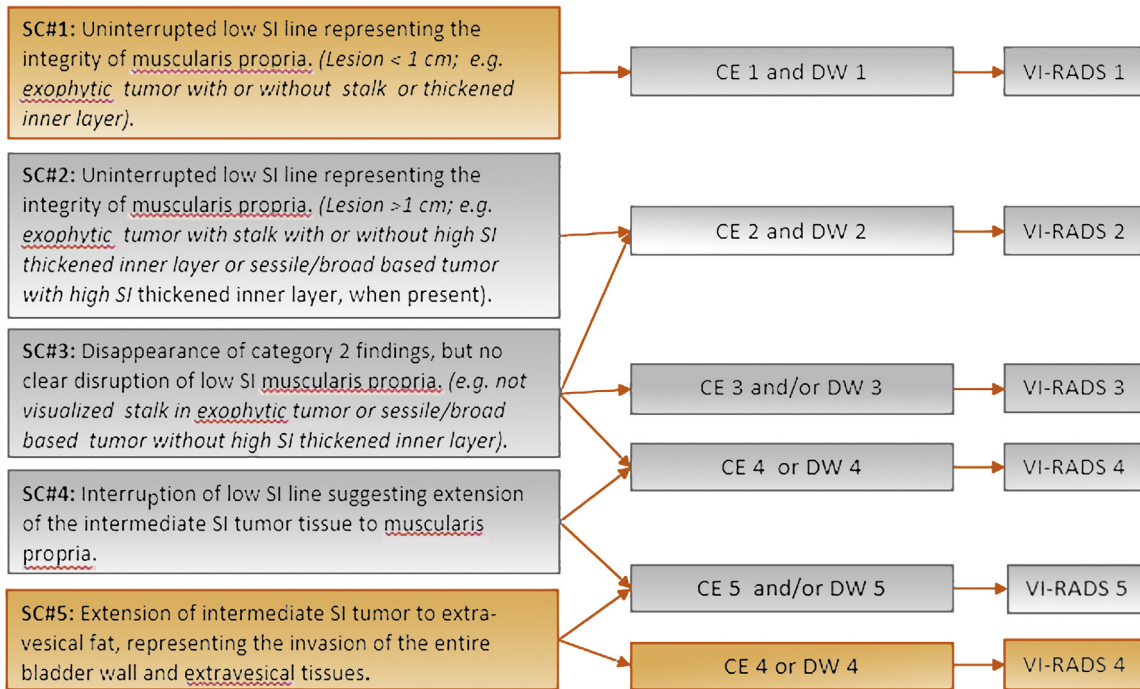 SC#1: Uninterrupted low SI line representing the
integrity of muscularis propria. (Lesion < 1 cm; e.g.
exophytic tumor with or without stalk or thickened
inner layer).
CE 1 and DW 1
VI-RADS 1
SC#2: Uninterrupted low SI line representing the
integrity of muscularis propria. (Lesion >1 cm; e.g.
exophytic tumor with stalk with or without high SI
thickened inner layer or sessile/broad based tumor
with high SI thickened inner layer, when present).
CE 2 and DW 2
VI-RADS 2
SC#3: Disappearance of category 2 findings, but no
clear disruption of low SI muscularis propria. (e.g. not
visualized stalk in exophytic tumor or sessile/broad
based tumor without high SI thickened inner layer).
CE 3 and/or DW 3
VI-RADS 3
CE 4 or DW 4
VI-RADS 4
SC#4: Interruption of low SI line suggesting extension
of the intermediate SI tumor tissue to muscularis
propria.
CE 5 and/or DW 5
VI-RADS 5
SC#5: Extension of intermediate SI tumor to extra-
vesical fat, representing the invasion of the entire
bladder wall and extravesical tissues.
CE 4 or DW 4
VI-RADS 4